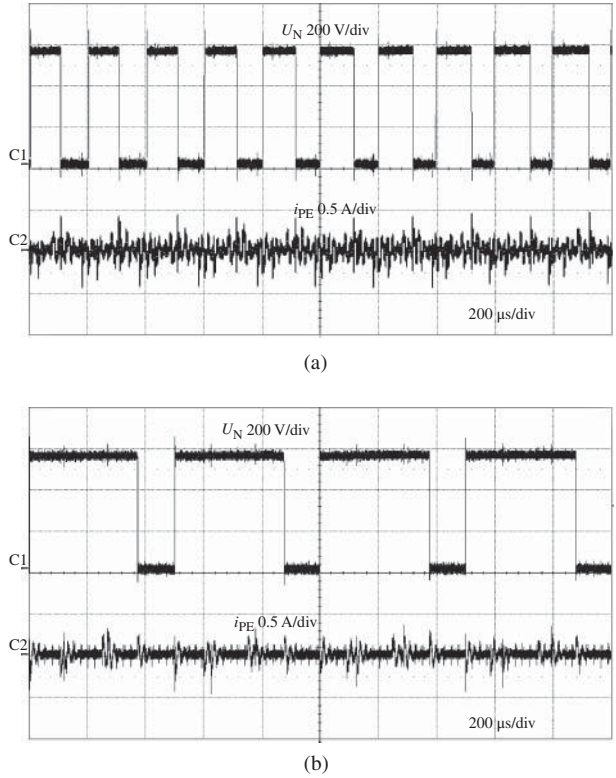 U_N 200 V/div
C1
i_PE 0.5 A/div
C2
200 µs/div
(a)
U_N 200 V/div
C1
i_PE 0.5 A/div
C2
200 µs/div
(b)